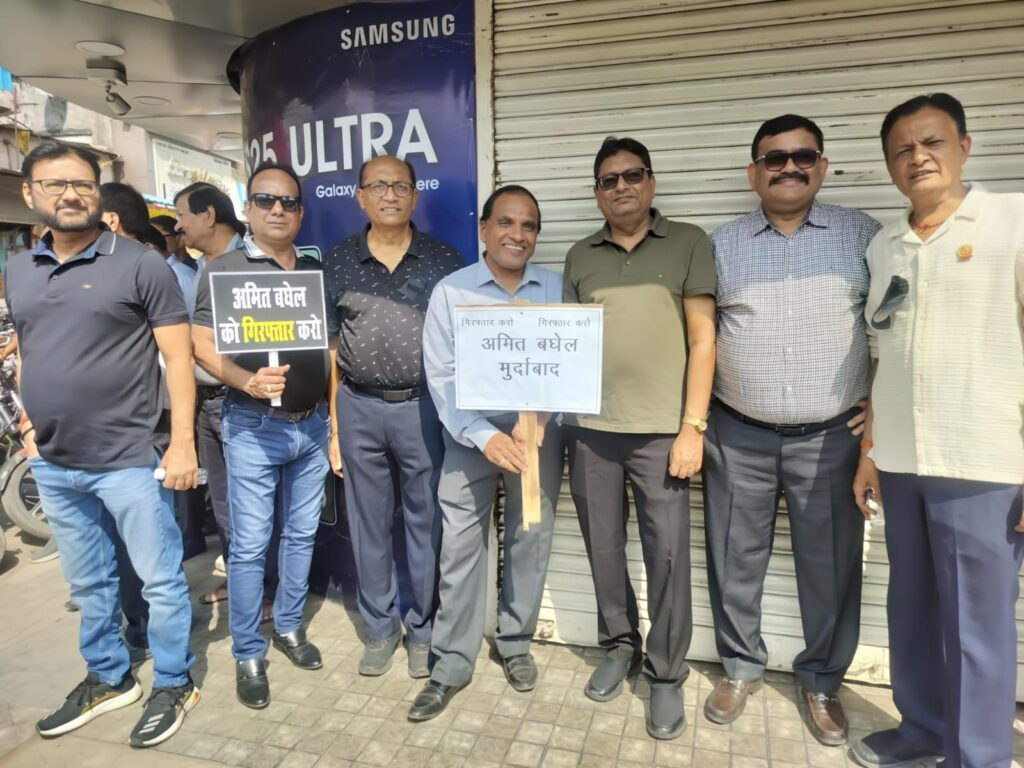 SAMSUNG
25 ULTRA
Galaxy
अमित बघेल
को गिरफ्तार करो
गिरफ्तार करो गिरफ्तार करो
अमित बघेल
मुर्दाबाद